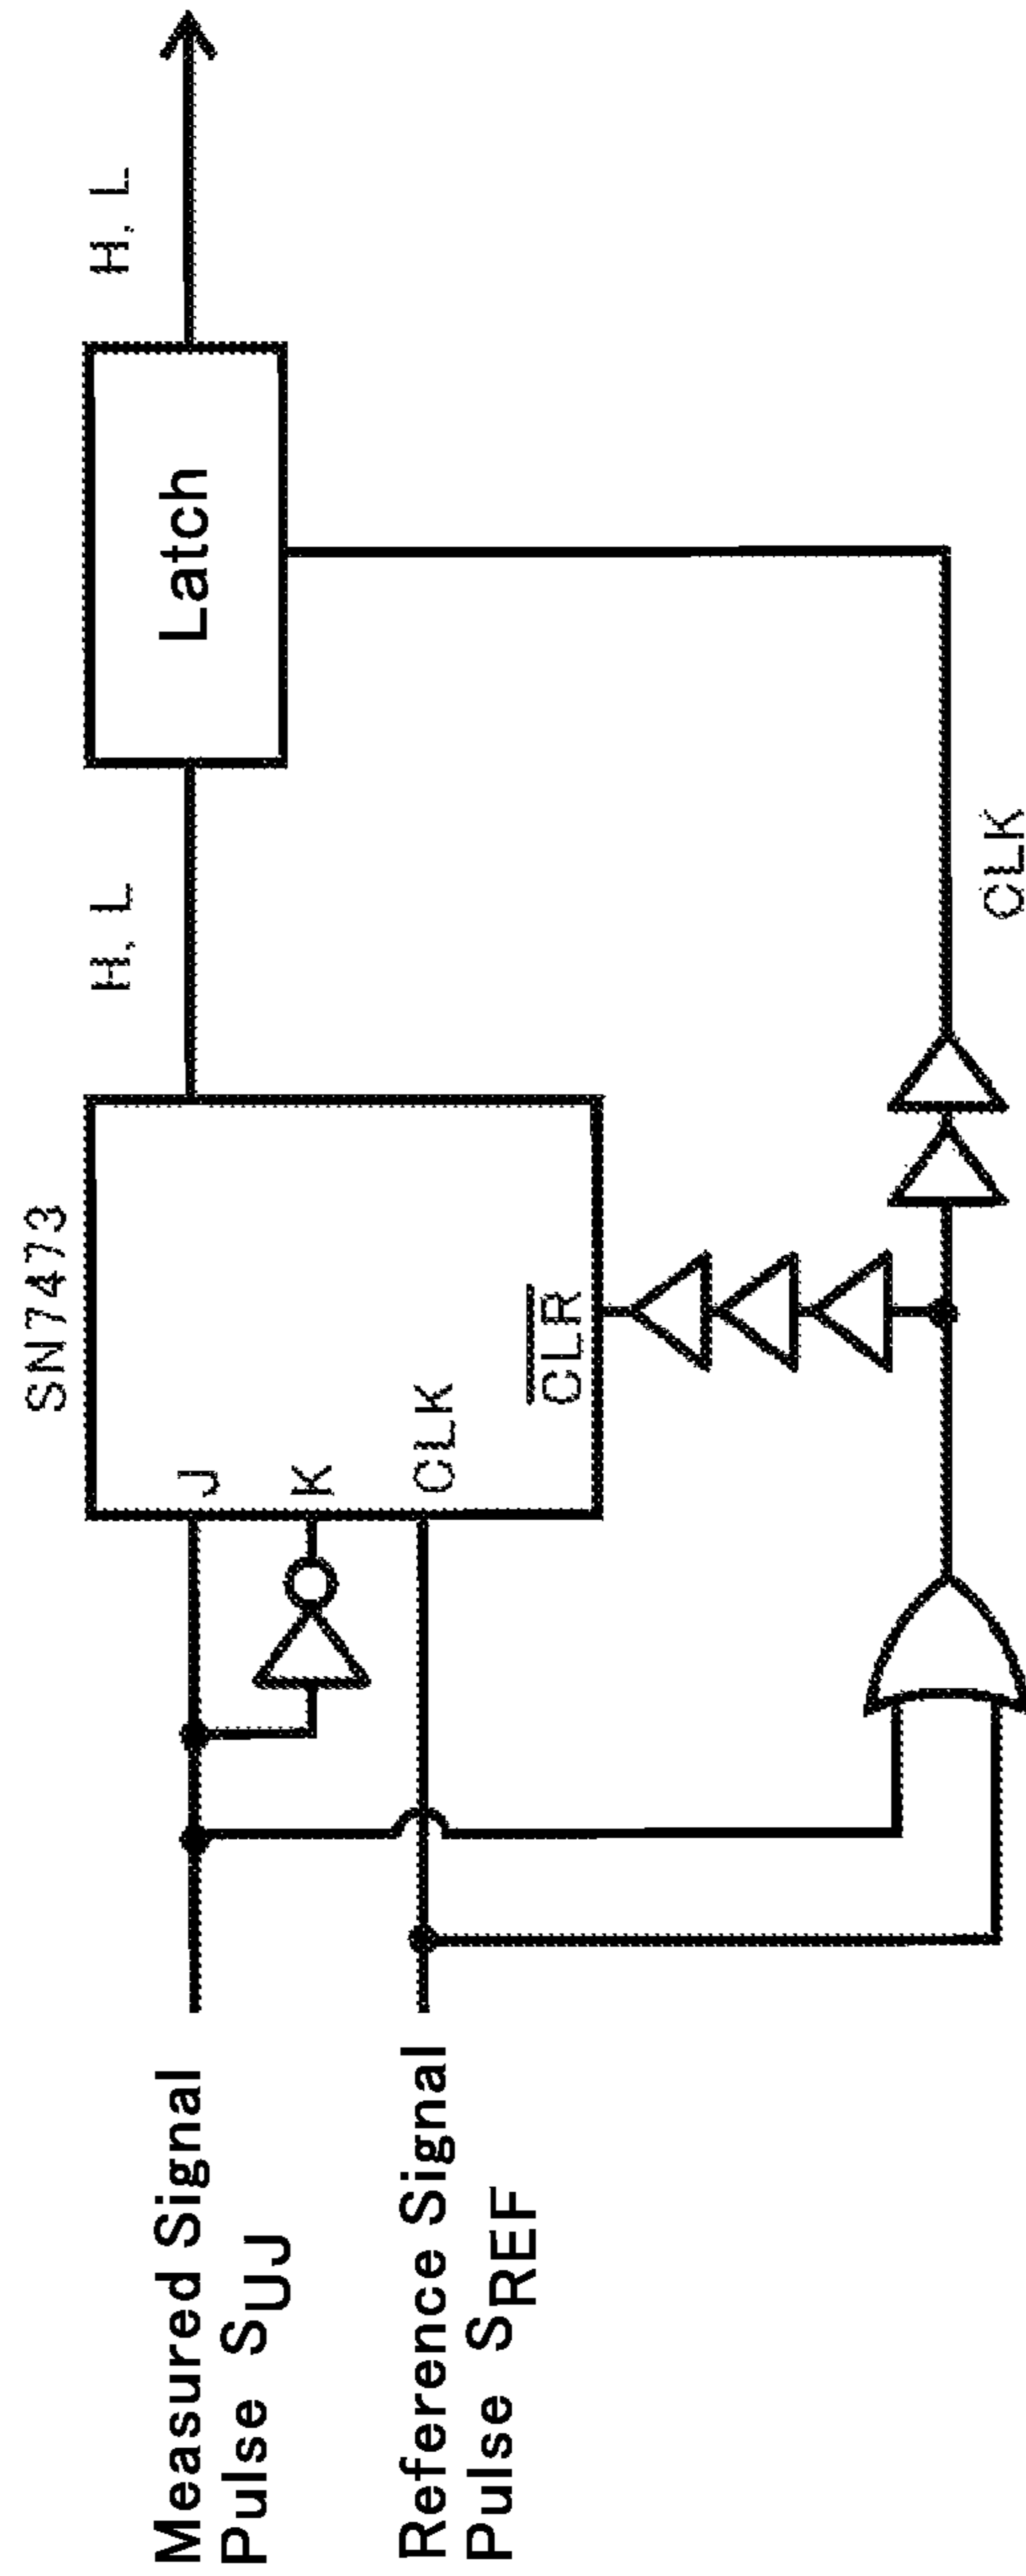 SN7473
H, L
H, L
Latch
J
K
CLK
CLR
CLK
Measured Signal
Pulse SUJ
Reference Signal
Pulse SREF